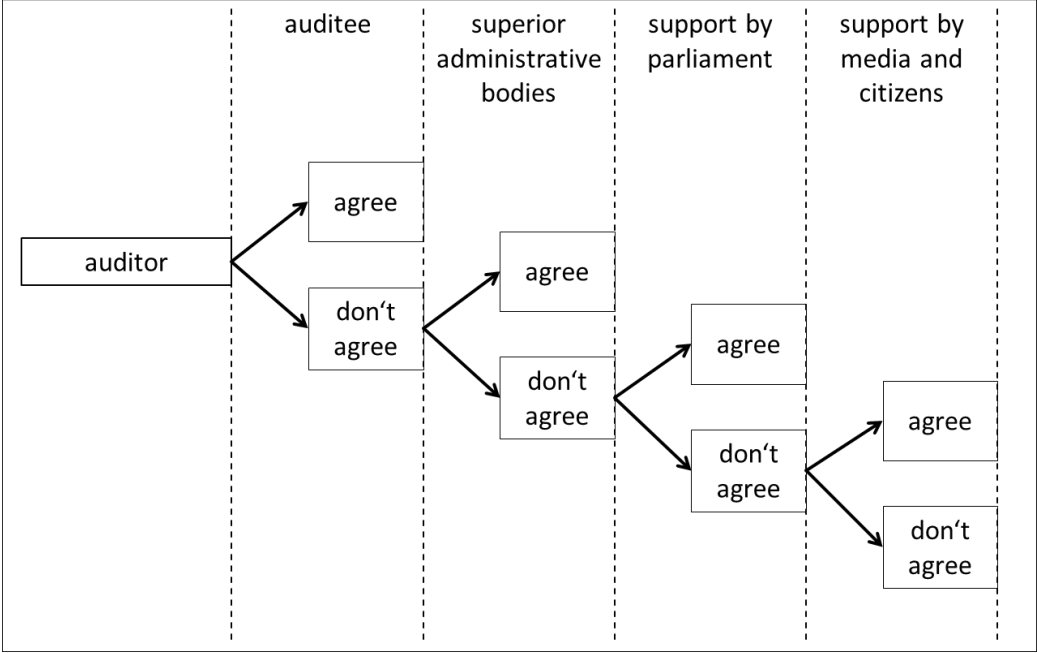 auditee
superior
administrative
bodies
support by
parliament
support by
media and
citizens
auditor
agree
don‘t
agree
agree
don‘t
agree
agree
don‘t
agree
agree
don‘t
agree